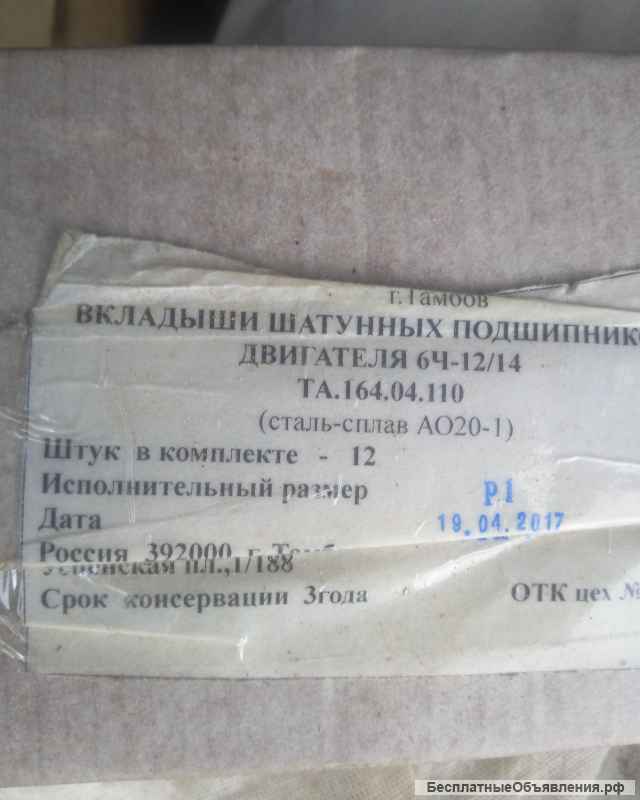 г.Тамбов
ВКЛАДЫШИ ШАТУННЫХ ПОДШИПНИКО
ДВИГАТЕЛЯ 6Ч-12/14
ТА.164.04.110
(сталь-сплав АО20-1)
Штук в комплекте - 12
Исполнительный размер Р1
Дата 19.04.2017
Россия 392000 г.
пл.,1/188
Срок консервации 3года ОТК цех №
БесплатныеОбъявления.рф